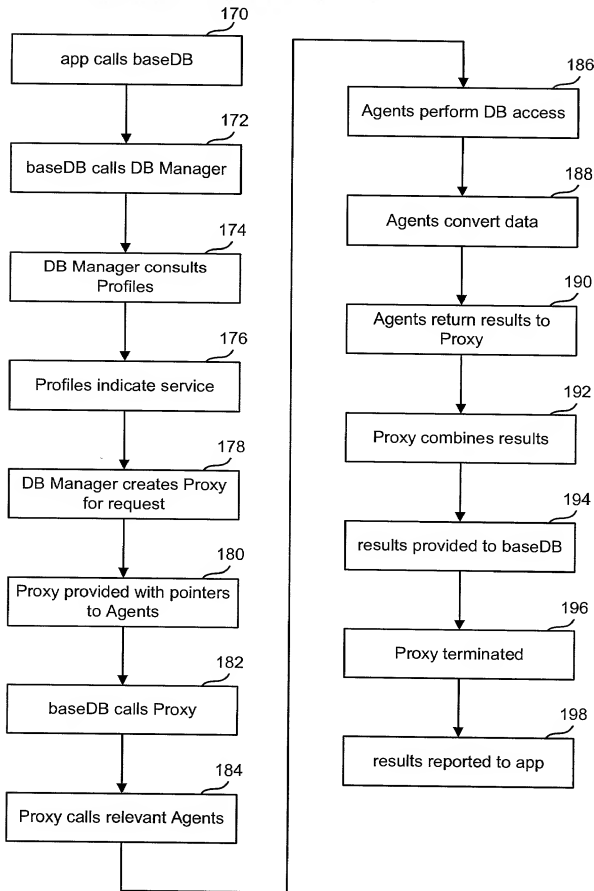 170
app calls baseDB
172
baseDB calls DB Manager
174
DB Manager consults
Profiles
176
Profiles indicate service
178
DB Manager creates Proxy
for request
180
Proxy provided with pointers
to Agents
182
baseDB calls Proxy
184
Proxy calls relevant Agents
186
Agents perform DB access
188
Agents convert data
190
Agents return results to
Proxy
192
Proxy combines results
194
results provided to baseDB
196
Proxy terminated
198
results reported to app